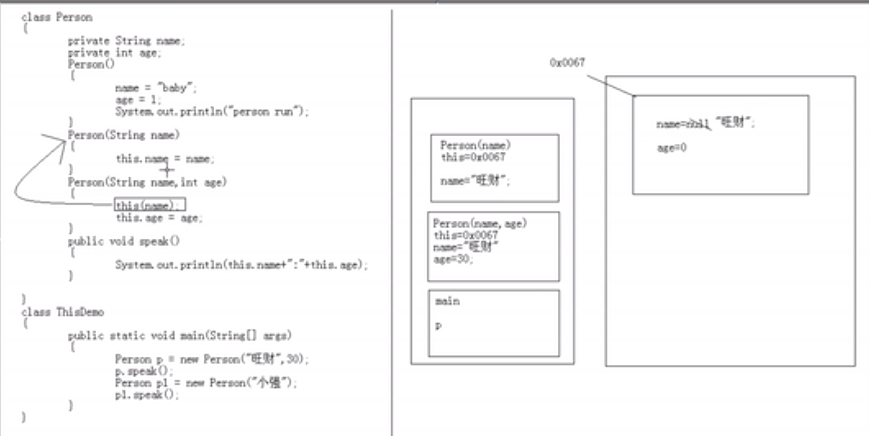 class Person
{
private String name;
private int age;
Person()
{
name = "baby";
age = 1;
System.out.println("person run");
}
Person(String name)
{
this.name = name;
}
Person(String name,int age)
{
this(name);
this.age = age;
}
public void speak()
{
System.out.println(this.name+":"+this.age);
}
}
class ThisDemo
{
public static void main(String[] args)
{
Person p = new Person("旺财",30);
p.speak();
Person p1 = new Person("小强");
p1.speak();
}
}
Person(name)
this=0x0067
name="旺财";
Person(name,age)
this=0x0067
name="旺财"
age=30;
main
p
0x0067
name=null "旺财";
age=0